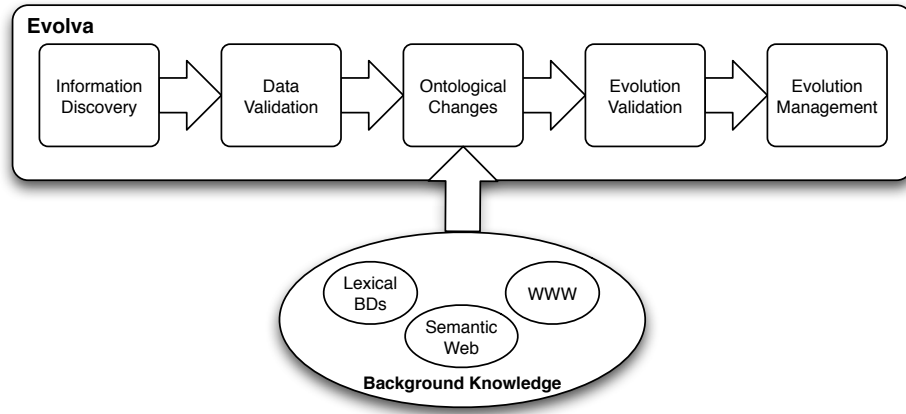 Evolva
Information
Discovery
Data
Validation
Ontological
Changes
Evolution
Validation
Evolution
Management
Lexical
BDs
WWW
Semantic
Web
Background Knowledge